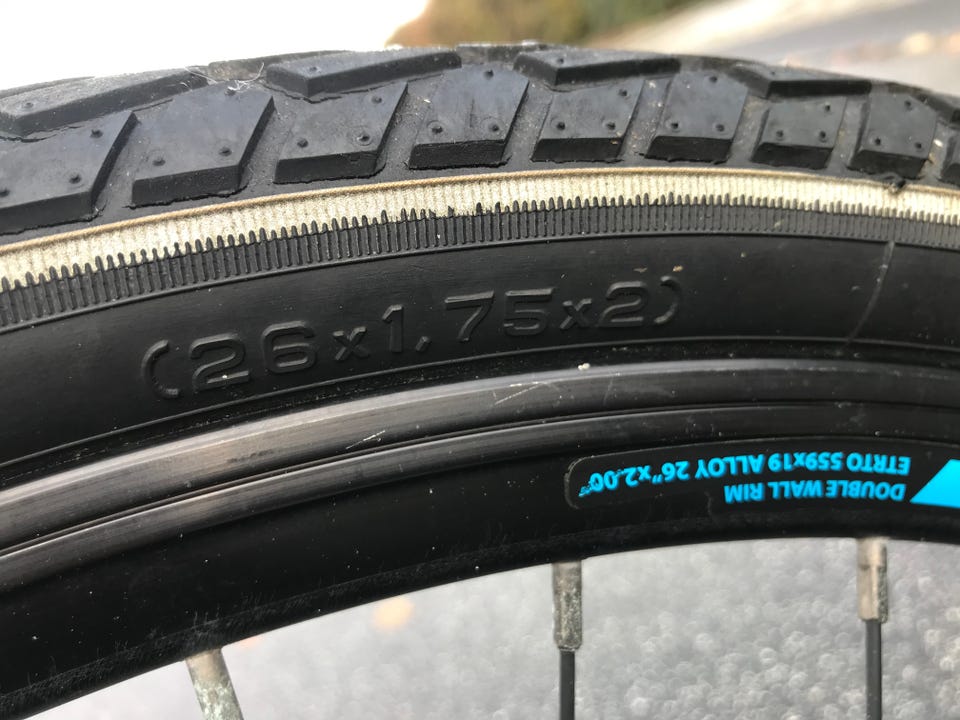 (26x1,75x2)
DOUBLE WALL RIM
ETRTO 559x19 ALLOY 26"x2.00"